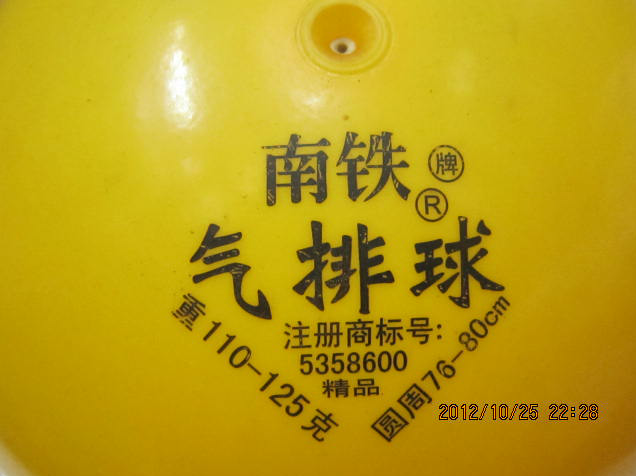 南铁牌
®
气排球
注册商标号:
5358600
精品
重110-125克
圆周76-80cm
2012/10/25 22:28